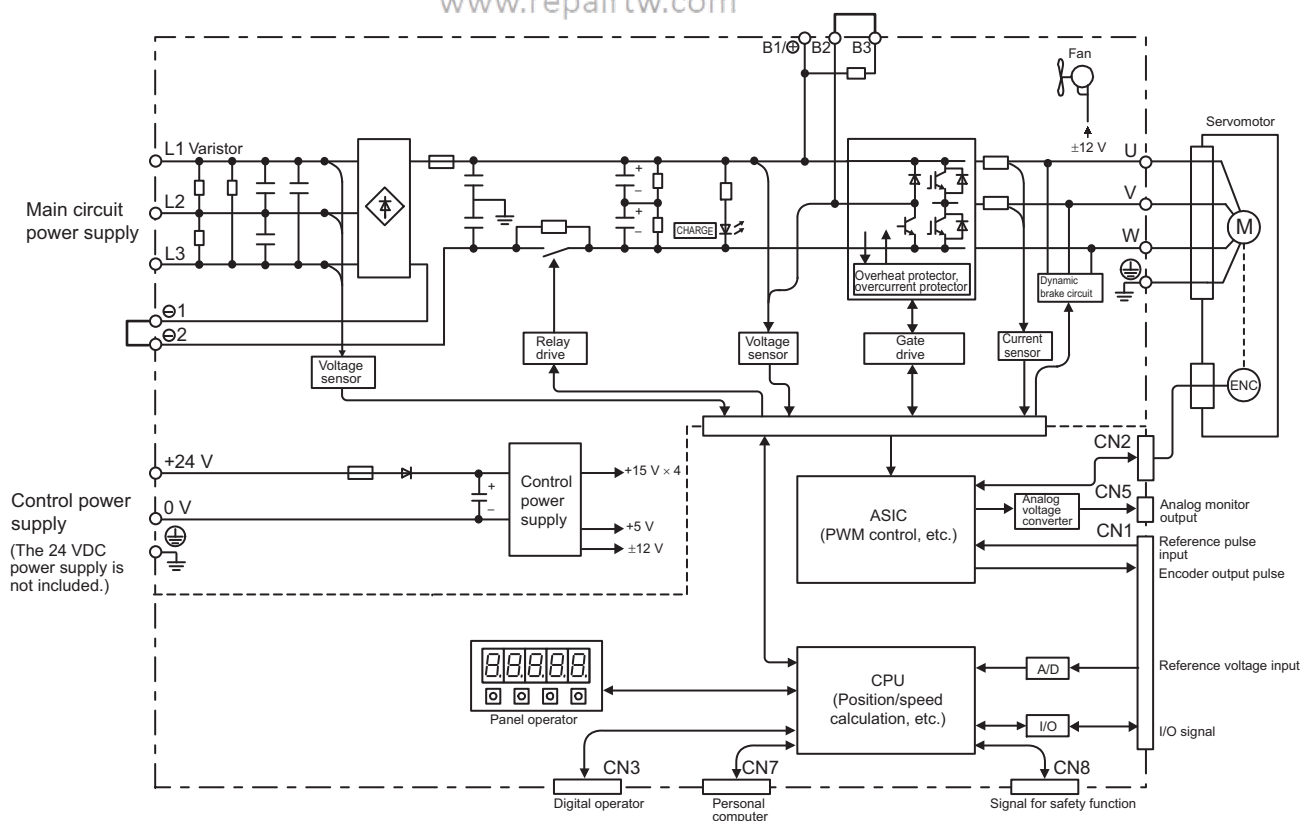 www.repairtw.com
B1/⊕ B2 B3
Fan
±12 V
Servomotor
L1 Varistor
L2
L3
Main circuit
power supply
⊖1
⊖2
+
–
+
–
CHARGE
Overheat protector,
overcurrent protector
U
V
W
M
Dynamic
brake circuit
Voltage
sensor
Relay
drive
Voltage
sensor
Gate
drive
Current
sensor
ENC
Control power
supply
(The 24 VDC
power supply is
not included.)
+24 V
0 V
+
–
Control
power
supply
+15 V × 4
+5 V
±12 V
ASIC
(PWM control, etc.)
Analog
voltage
converter
CN2
CN5
Analog monitor
output
CN1
Reference pulse
input
Encoder output pulse
88888
Panel operator
CPU
(Position/speed
calculation, etc.)
A/D
Reference voltage input
I/O
I/O signal
CN3
Digital operator
CN7
Personal
computer
CN8
Signal for safety function